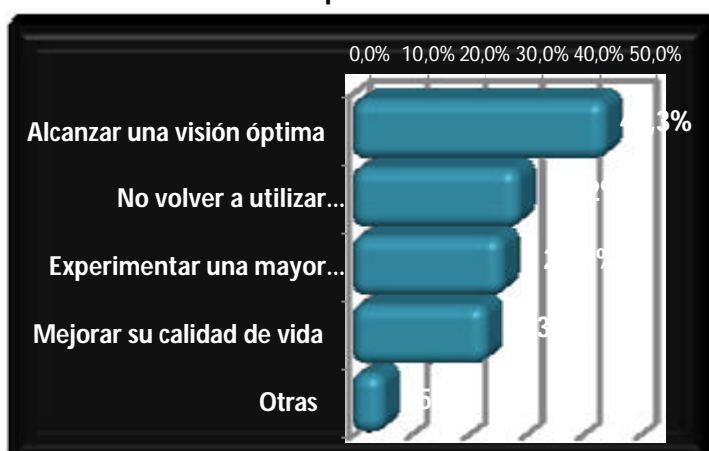 0,0% 10,0% 20,0% 30,0% 40,0% 50,0%
Alcanzar una visión óptima
No volver a utilizar...
Experimentar una mayor...
Mejorar su calidad de vida
Otras